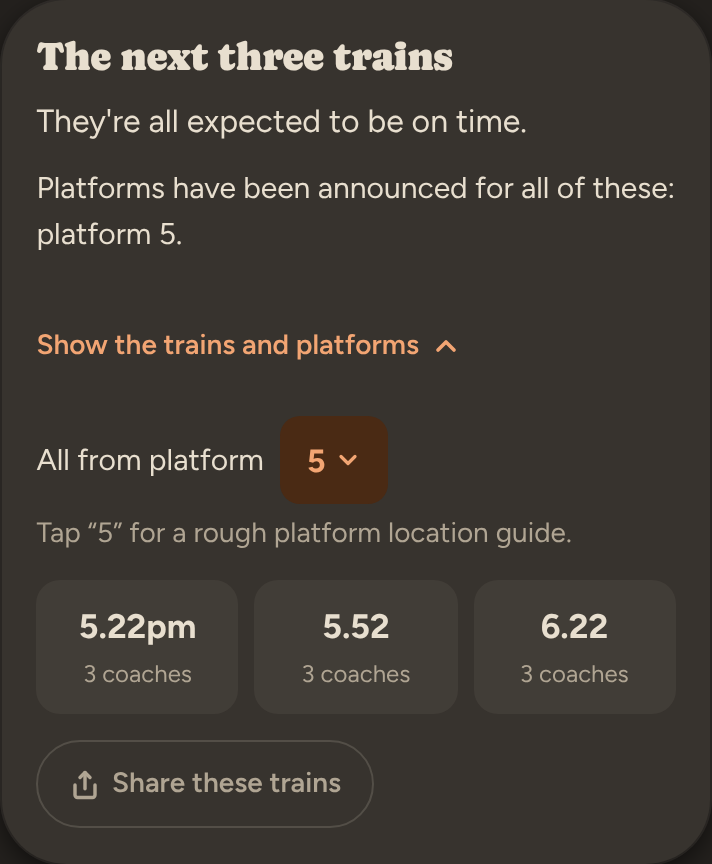 The next three trains
They're all expected to be on time.
Platforms have been announced for all of these:
platform 5.
Show the trains and platforms
All from platform 5
Tap “5” for a rough platform location guide.
5.22pm 5.52 6.22
3 coaches 3 coaches 3 coaches
Share these trains